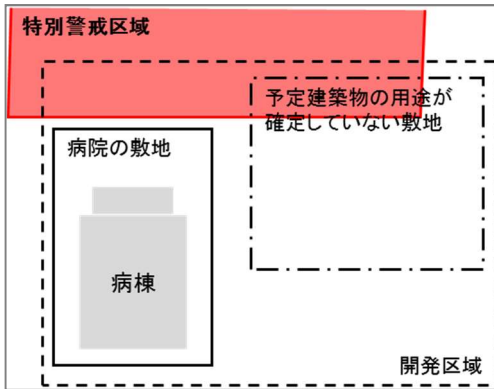 特別警戒区域
予定建築物の用途が
確定していない敷地
病院の敷地
病棟
開発区域